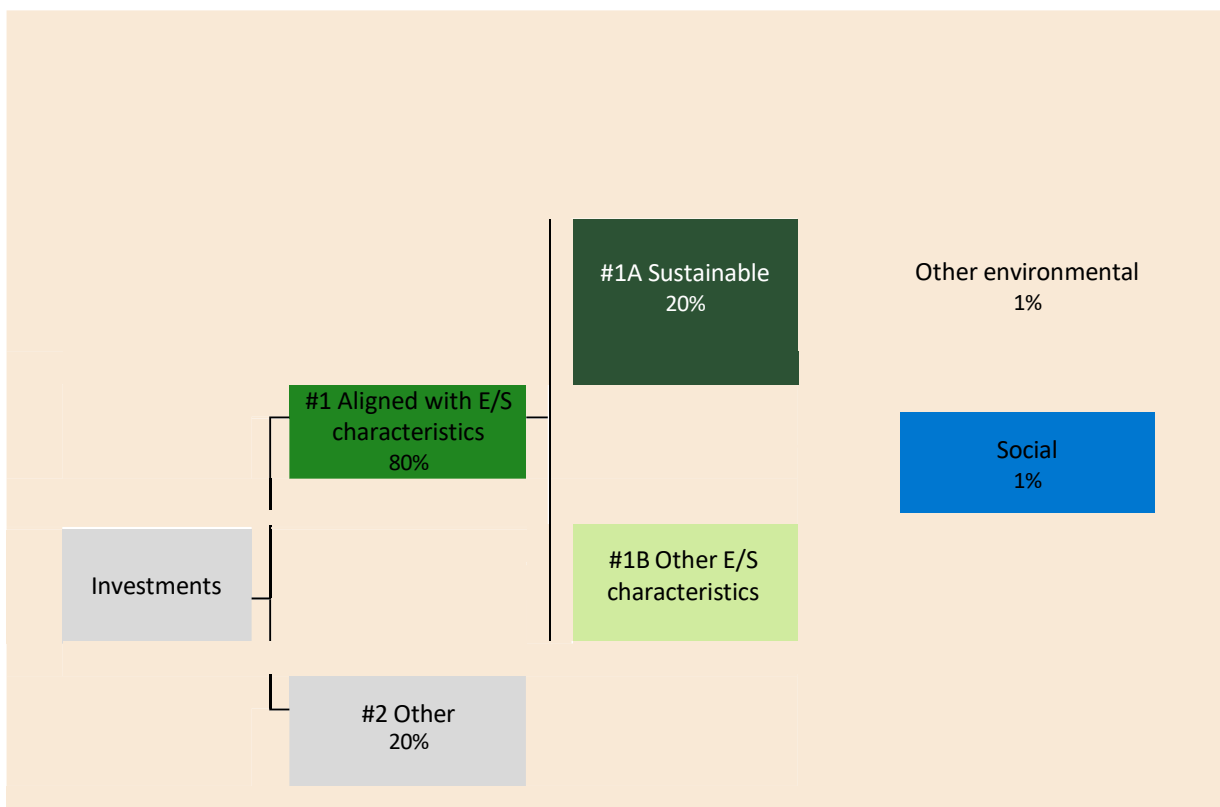 Investments
#1 Aligned with E/S
characteristics
80%
#2 Other
20%
#1A Sustainable
20%
#1B Other E/S
characteristics
Other environmental
1%
Social
1%